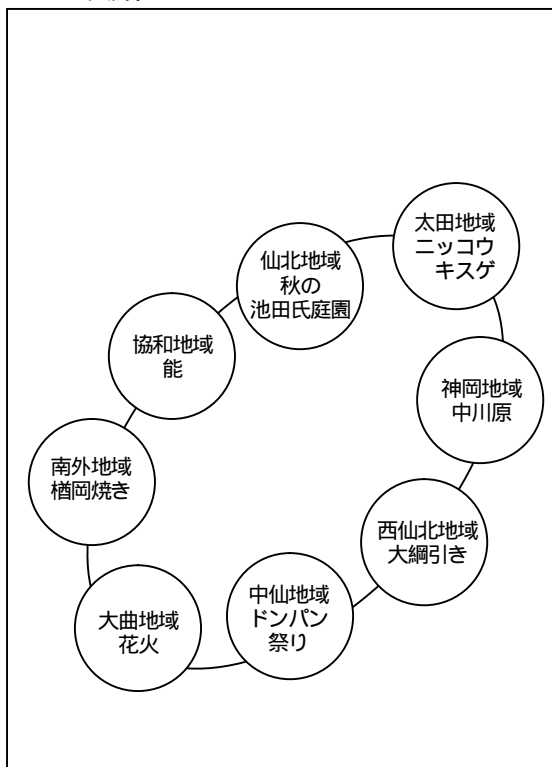 太田地域
ニッコウ
キスゲ
仙北地域
秋の
池田氏庭園
協和地域
能
神岡地域
中川原
南外地域
楢岡焼き
西仙北地域
大綱引き
中仙地域
ドンパン
祭り
大曲地域
花火